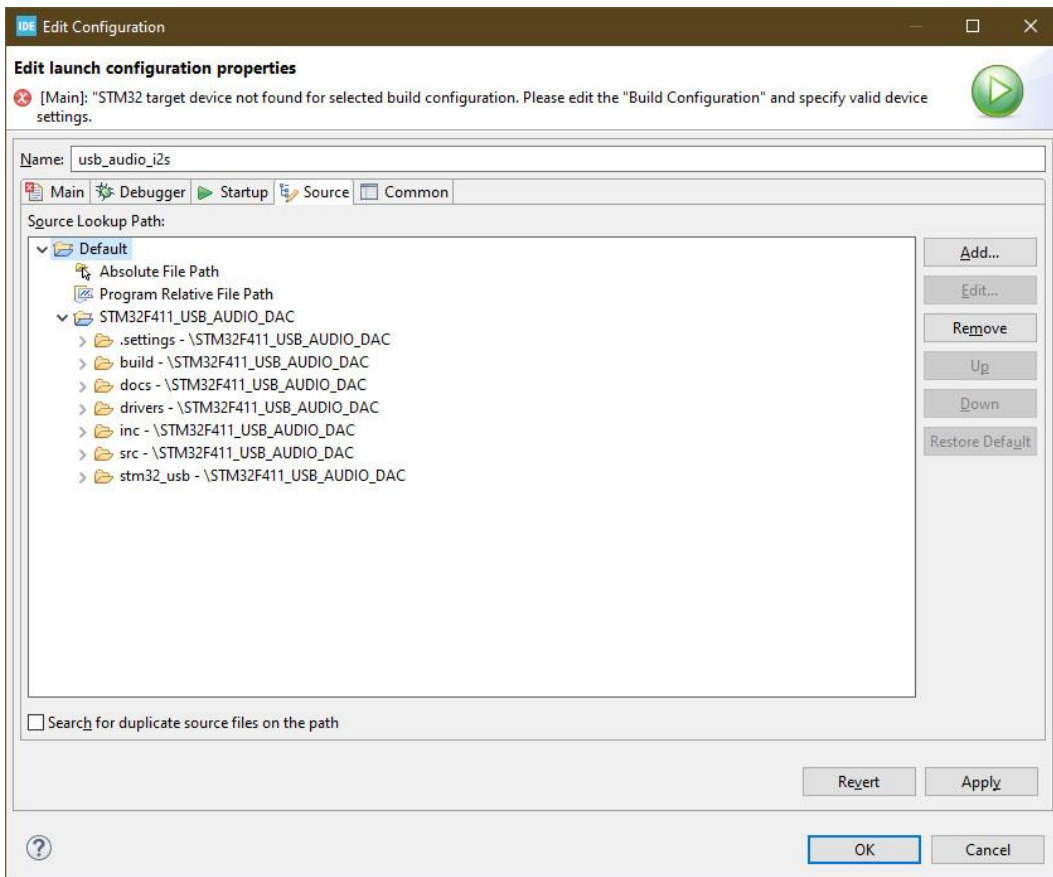 IDE Edit Configuration
Edit launch configuration properties
[Main]: "STM32 target device not found for selected build configuration. Please edit the "Build Configuration" and specify valid device
settings.
Name: usb_audio_i2s
Main Debugger Startup Source Common
Source Lookup Path:
Default
Absolute File Path
Program Relative File Path
STM32F411_USB_AUDIO_DAC
.settings - \STM32F411_USB_AUDIO_DAC
build - \STM32F411_USB_AUDIO_DAC
docs - \STM32F411_USB_AUDIO_DAC
drivers - \STM32F411_USB_AUDIO_DAC
inc - \STM32F411_USB_AUDIO_DAC
src - \STM32F411_USB_AUDIO_DAC
stm32_usb - \STM32F411_USB_AUDIO_DAC
Add...
Edit...
Remove
Up
Down
Restore Default
Search for duplicate source files on the path
Revert Apply
? OK Cancel